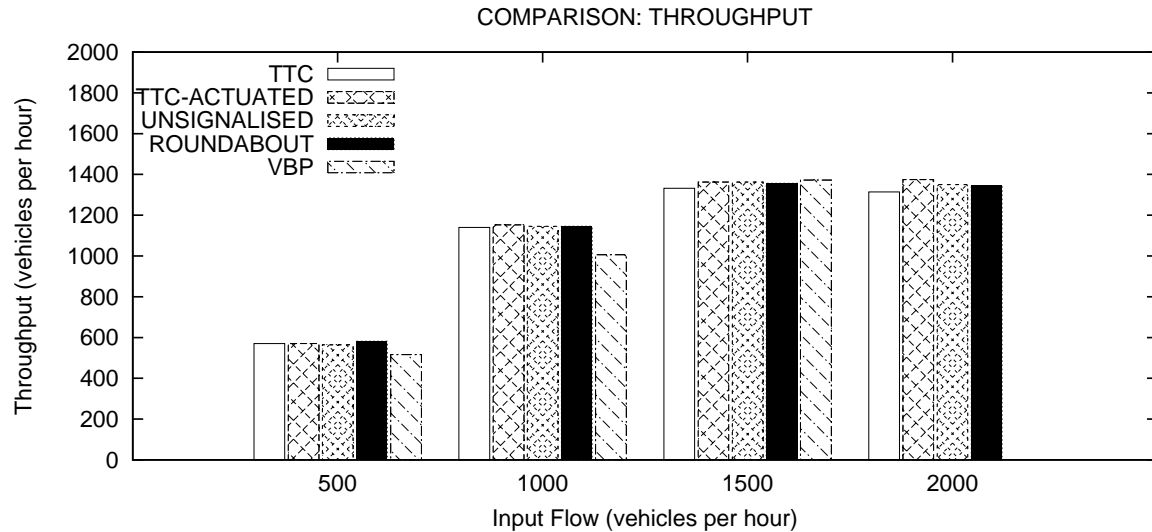 COMPARISON: THROUGHPUT
2000
1800
1600
1400
1200
1000
800
600
400
200
0
Throughput (vehicles per hour)
TTC
TTC-ACTUATED
UNSIGNALISED
ROUNDABOUT
VBP
500 1000 1500 2000
Input Flow (vehicles per hour)